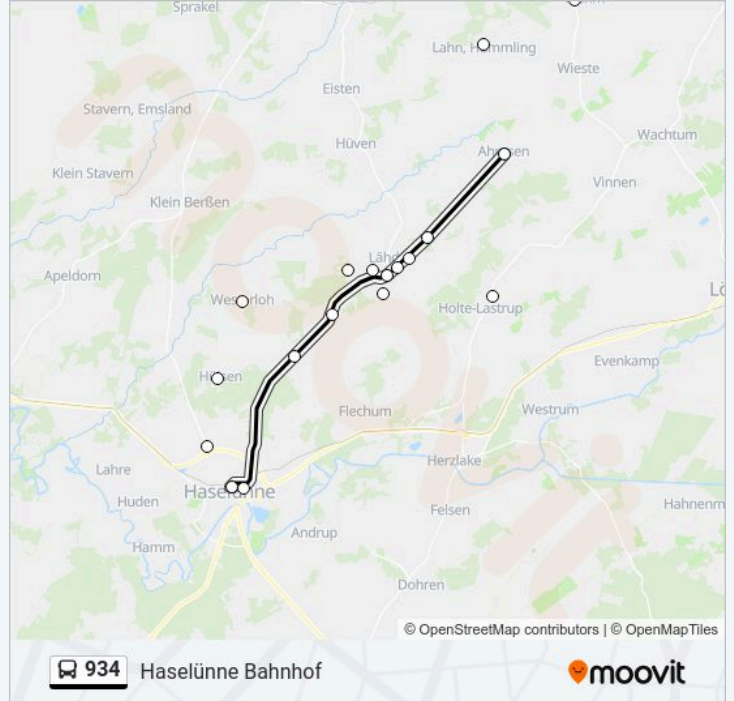 Sprakel
Lahn, Hümmling
Wieste
Eisten
Stavern, Emsland
Wachtum
Hüven
Klein Stavern
Vinnen
Klein Berßen
Lähden
Apeldorn
Holte-Lastrup
Evenkamp
Flechum
Westrum
Herzlake
Lahre
Haselünne
Huden
Felsen
Hahnenm
Andrup
Hamm
Dohren
© OpenStreetMap contributors | © OpenMapTiles
934 Haselünne Bahnhof
moovit